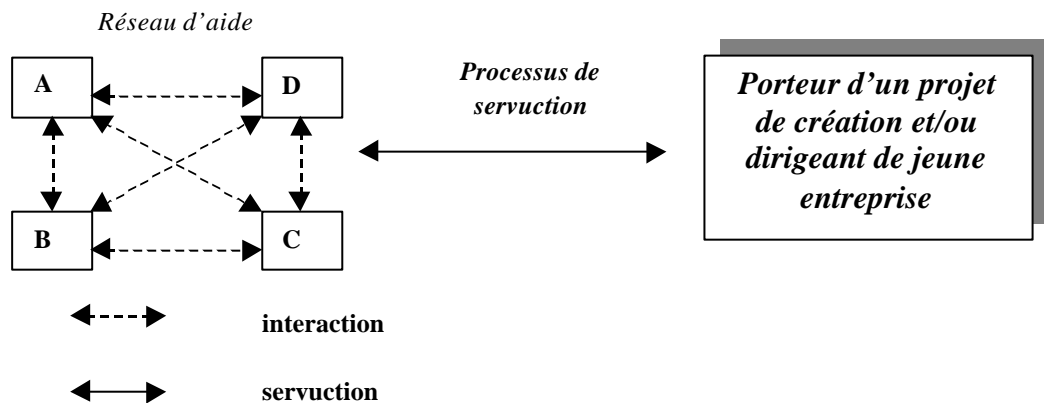 Réseau d'aide
A
D
B
C
Processus de
servuction
Porteur d'un projet
de création et/ou
dirigeant de jeune
entreprise
interaction
servuction